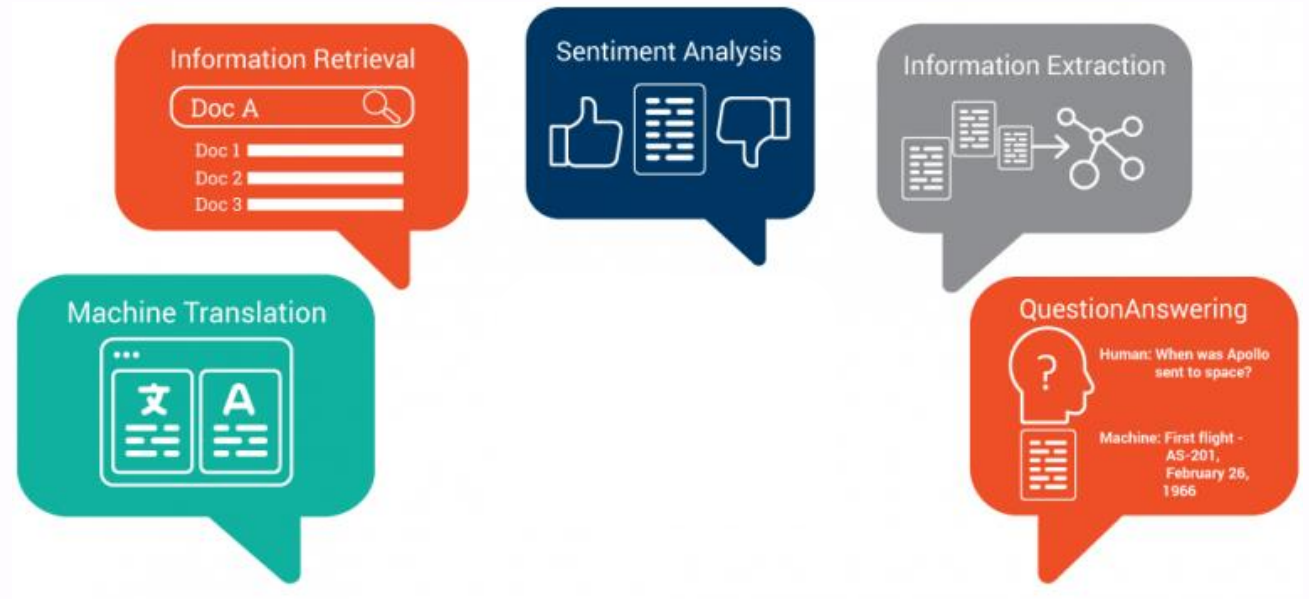 Information Retrieval
Doc A
Doc 1
Doc 2
Doc 3
Sentiment Analysis
Information Extraction
Machine Translation
文 A
QuestionAnswering
?
Human: When was Apollo
sent to space?
Machine: First flight -
AS-201,
February 26,
1966